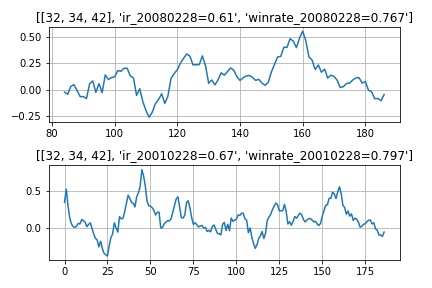 [[32, 34, 42], 'ir_20080228=0.61', 'winrate_20080228=0.767']
0.50
0.25
0.00
−0.25
80 100 120 140 160 180
[[32, 34, 42], 'ir_20010228=0.67', 'winrate_20010228=0.797']
0.5
0.0
0 25 50 75 100 125 150 175